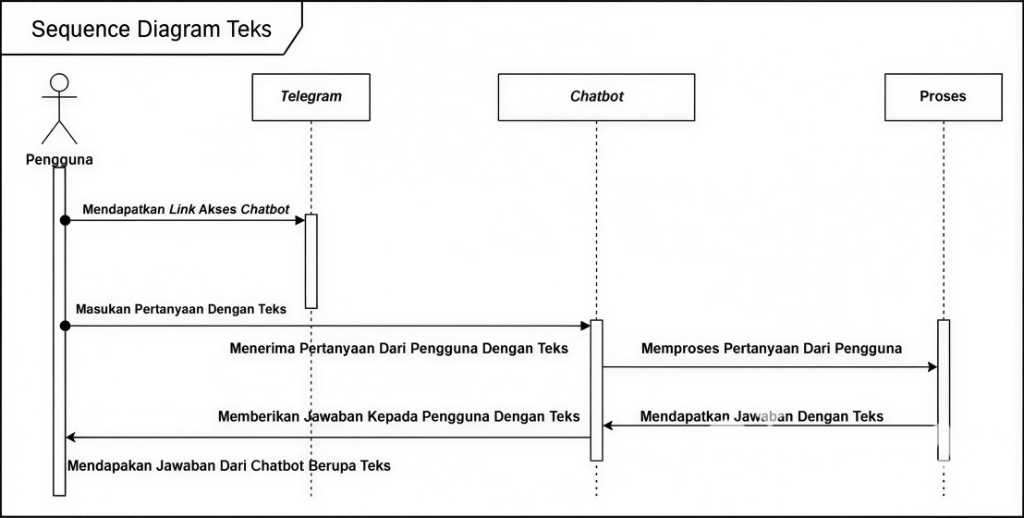 Sequence Diagram Teks
Telegram
Chatbot
Proses
Pengguna
Mendapatkan Link Akses Chatbot
Masukan Pertanyaan Dengan Teks
Menerima Pertanyaan Dari Pengguna Dengan Teks
Memproses Pertanyaan Dari Pengguna
Memberikan Jawaban Kepada Pengguna Dengan Teks
Mendapatkan Jawaban Dengan Teks
Mendapakan Jawaban Dari Chatbot Berupa Teks